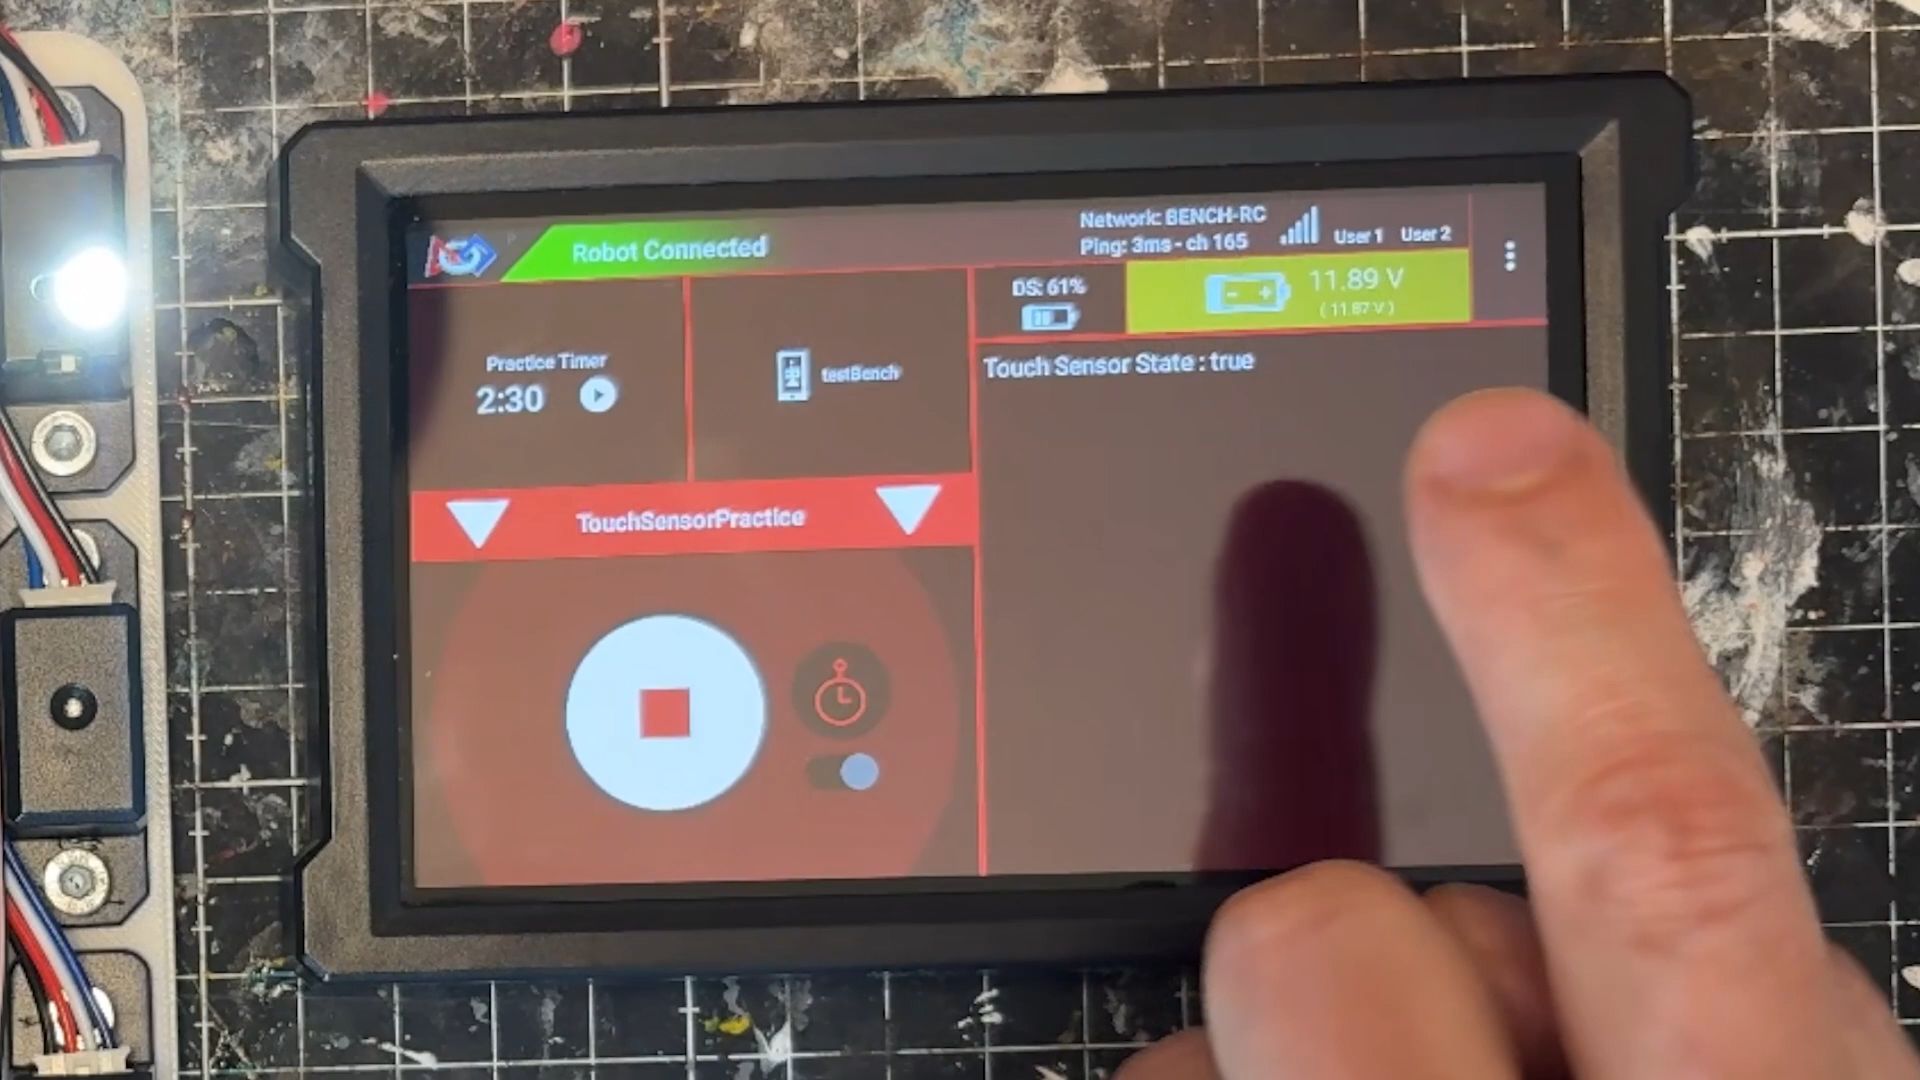 Robot Connected
Network: BENCH-RC
Ping: 3ms - ch 165
User 1
User 2
DS: 61%
11.89 V
( 11.87 V )
Practice Timer
2:30
testBench
Touch Sensor State : true
TouchSensorPractice